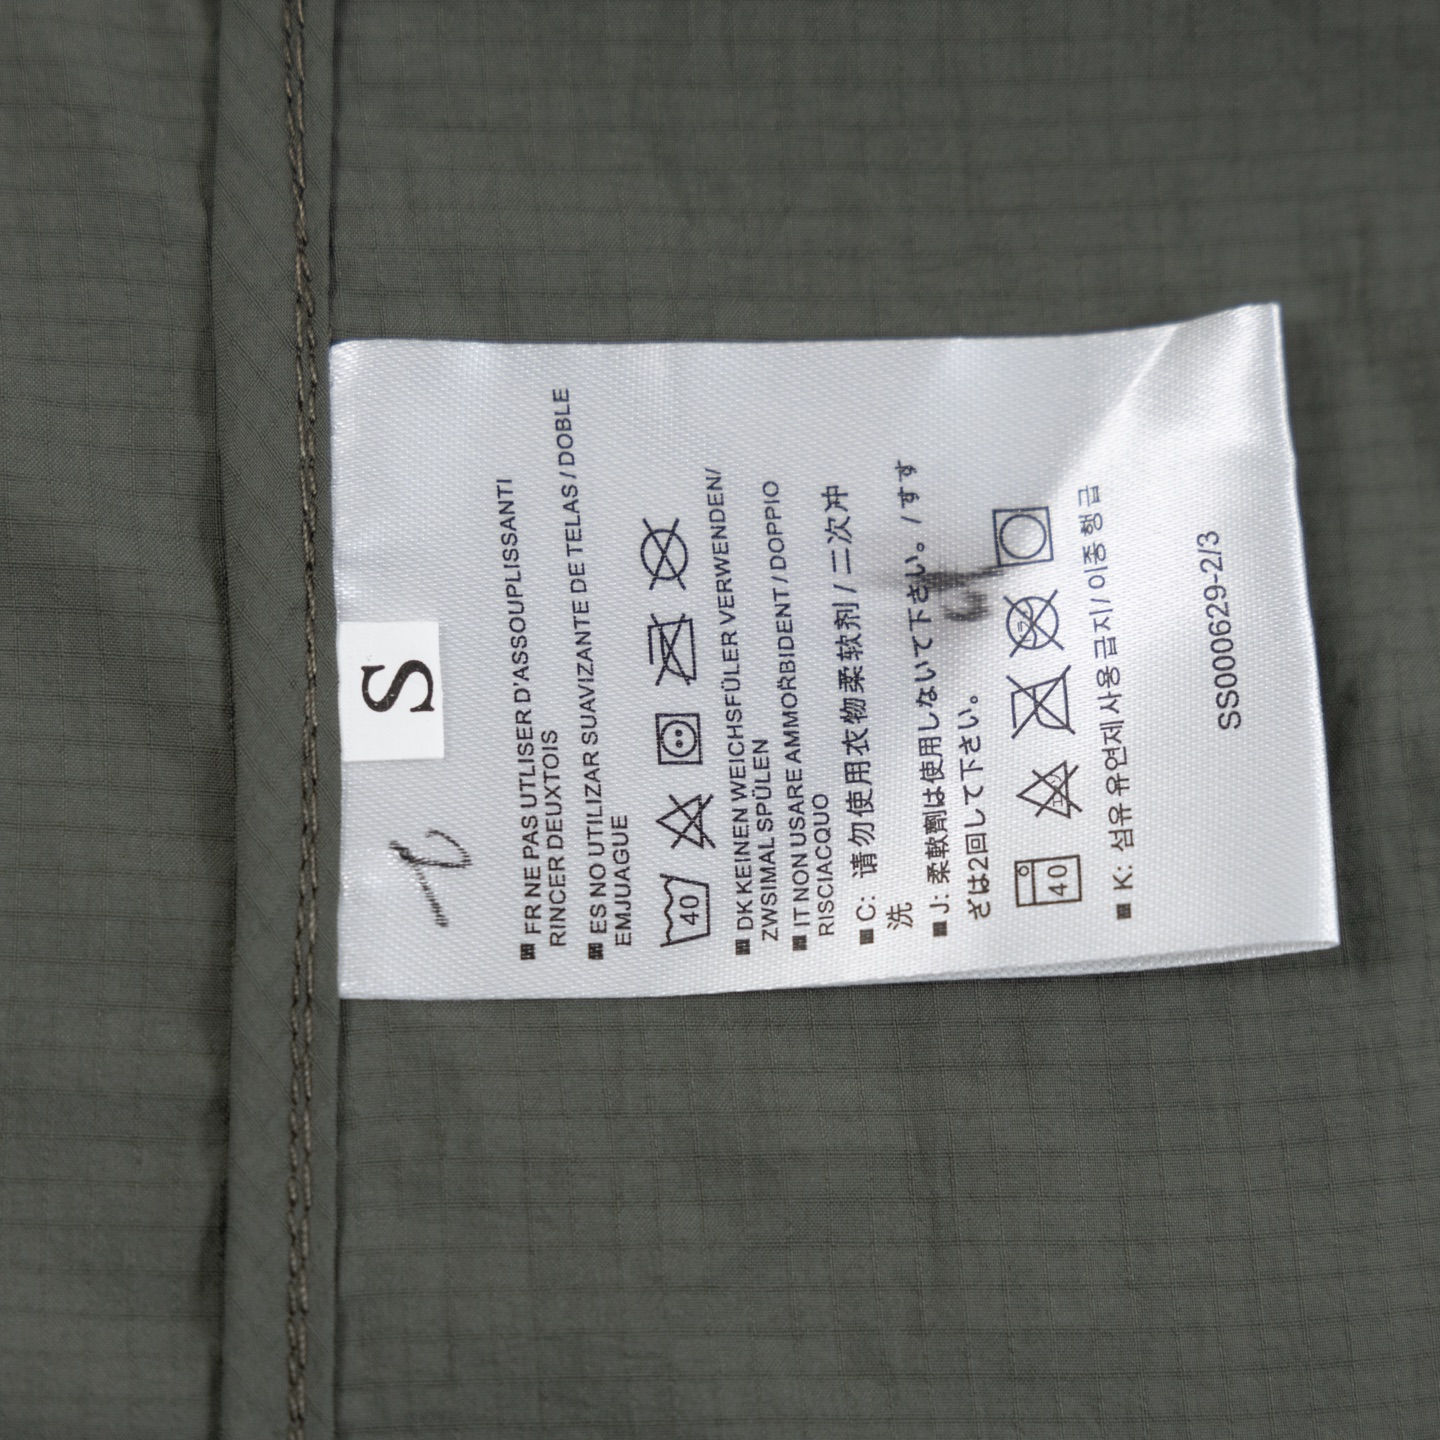 S
FR NE PAS UTLISER D'ASSOUPLISSANTI
RINCER DEUXTOIS
ES NO UTILIZAR SUAVIZANTE DE TELAS / DOBLE
EMJUAGUE
40
DK KEINEN WEICHSFÜLER VERWENDEN/
ZWSIMAL SPÜLEN
IT NON USARE AMMORBIDENT / DOPPIO
RISCIACQUO
C: 请勿使用衣物柔软剂 / 二次冲
洗
J: 柔軟劑は使用しないて下さい。/ すす
ざは2回して下さい。
40
K: 섬유 유연제 사용 금지 / 이중 행굼
SS000629-2/3